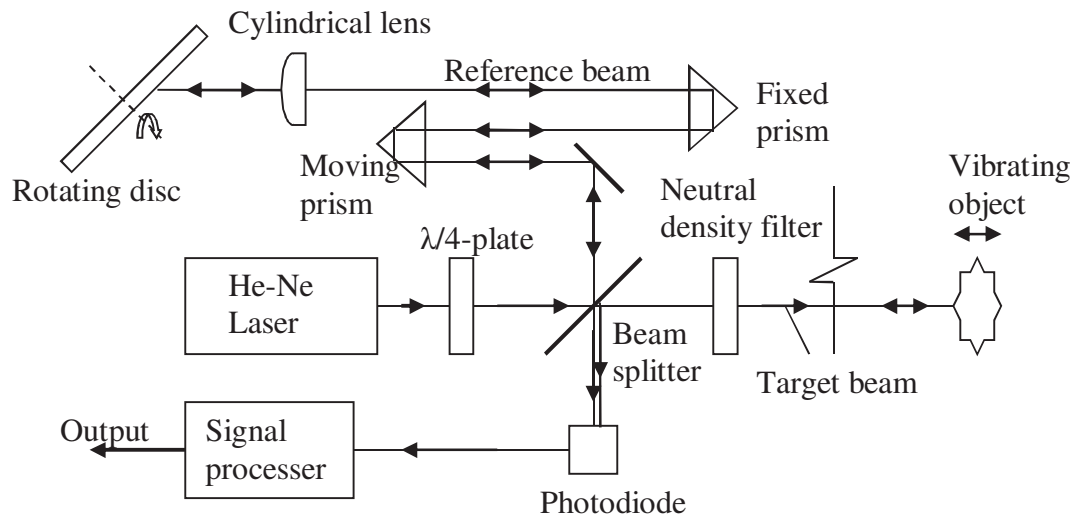 Cylindrical lens
Reference beam
Fixed
prism
Moving
prism
Rotating disc
Neutral
density filter
Vibrating
object
λ/4-plate
He-Ne
Laser
Beam
splitter
Target beam
Output
Signal
processer
Photodiode